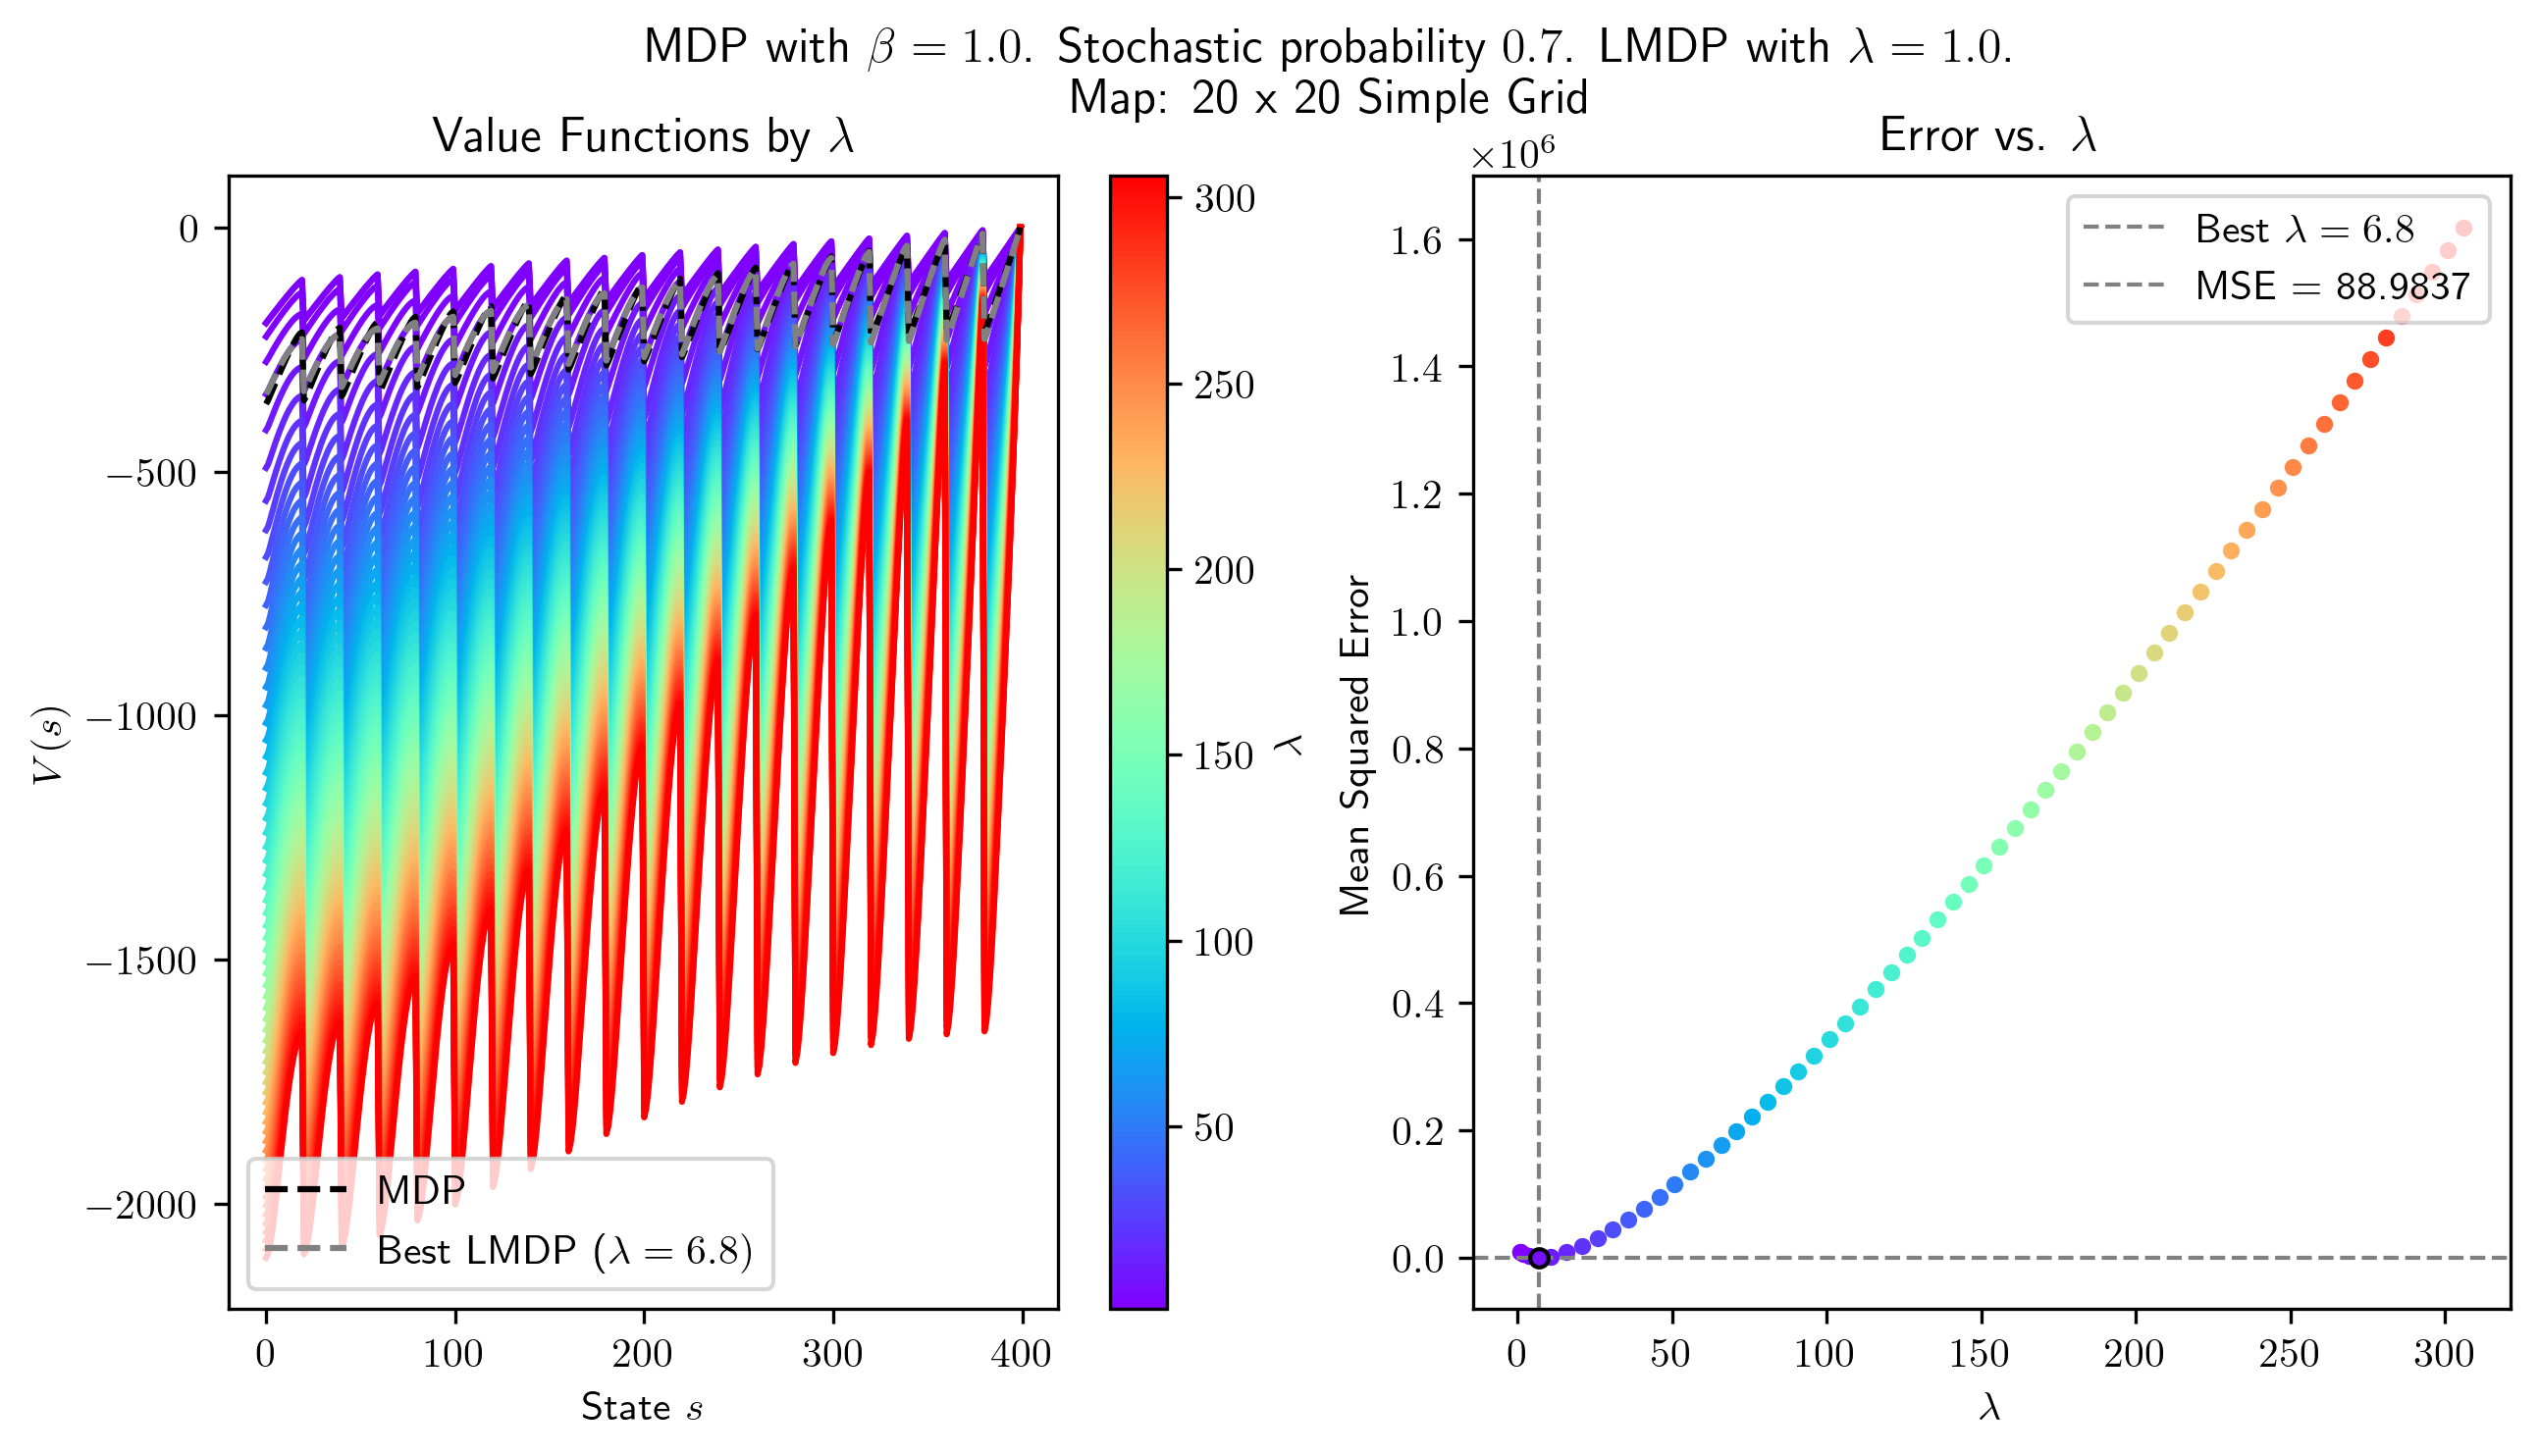 MDP with β = 1.0. Stochastic probability 0.7. LMDP with λ = 1.0.
Map: 20 x 20 Simple Grid
Value Functions by λ
0
−500
−1000
−1500
−2000
V(s)
0
100
200
300
400
State s
MDP
Best LMDP (λ = 6.8)
300
250
200
150
100
50
λ
Error vs. λ
×10⁶
1.6
1.4
1.2
1.0
0.8
0.6
0.4
0.2
0.0
Mean Squared Error
0
50
100
150
200
250
300
λ
Best λ = 6.8
MSE = 88.9837